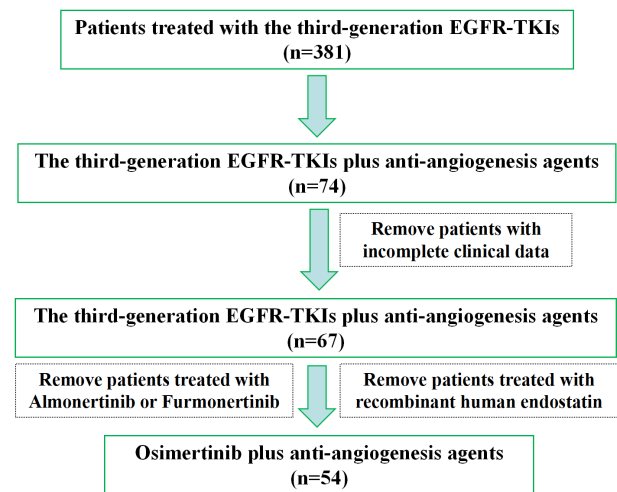 Patients treated with the third-generation EGFR-TKIs
(n=381)
The third-generation EGFR-TKIs plus anti-angiogenesis agents
(n=74)
Remove patients with
incomplete clinical data
The third-generation EGFR-TKIs plus anti-angiogenesis agents
(n=67)
Remove patients treated with
Almonertinib or Furmonertinib
Remove patients treated with
recombinant human endostatin
Osimertinib plus anti-angiogenesis agents
(n=54)